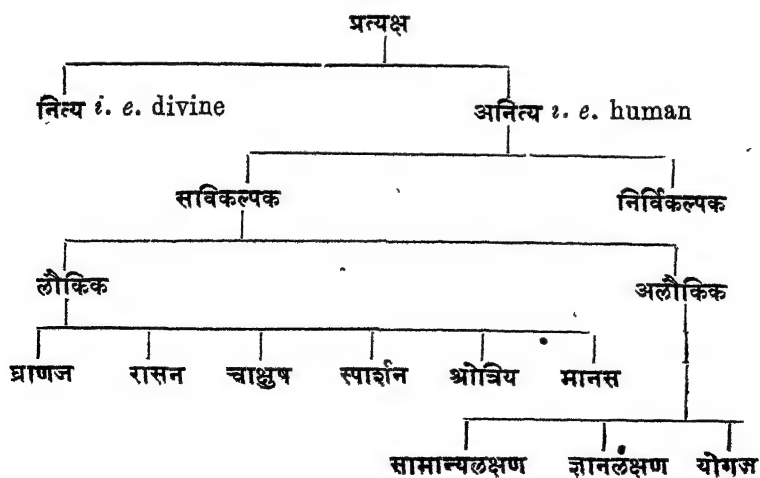 प्रत्यक्ष
नित्य i. e. divine अनित्य i. e. human
सविकल्पक निर्विकल्पक
लौकिक अलौकिक
घ्राणज रासन चाक्षुष स्पार्शन श्रोत्रिय मानस
सामान्यलक्षण ज्ञानलक्षण योगज